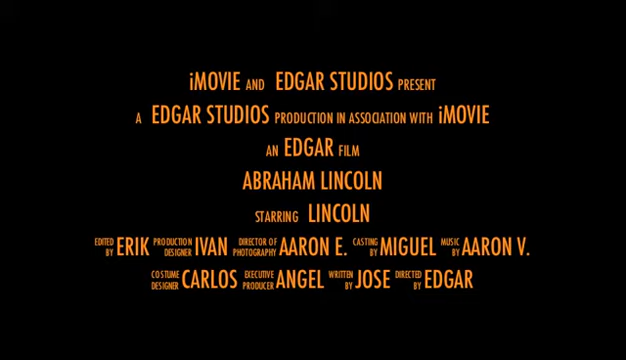 iMOVIE AND EDGAR STUDIOS PRESENT
A EDGAR STUDIOS PRODUCTION IN ASSOCIATION WITH iMOVIE
AN EDGAR FILM
ABRAHAM LINCOLN
STARRING LINCOLN
EDITED BY ERIK PRODUCTION DESIGNER IVAN DIRECTOR OF PHOTOGRAPHY AARON E. CASTING BY MIGUEL MUSIC BY AARON V.
COSTUME DESIGNER CARLOS EXECUTIVE PRODUCER ANGEL WRITTEN BY JOSE DIRECTED BY EDGAR